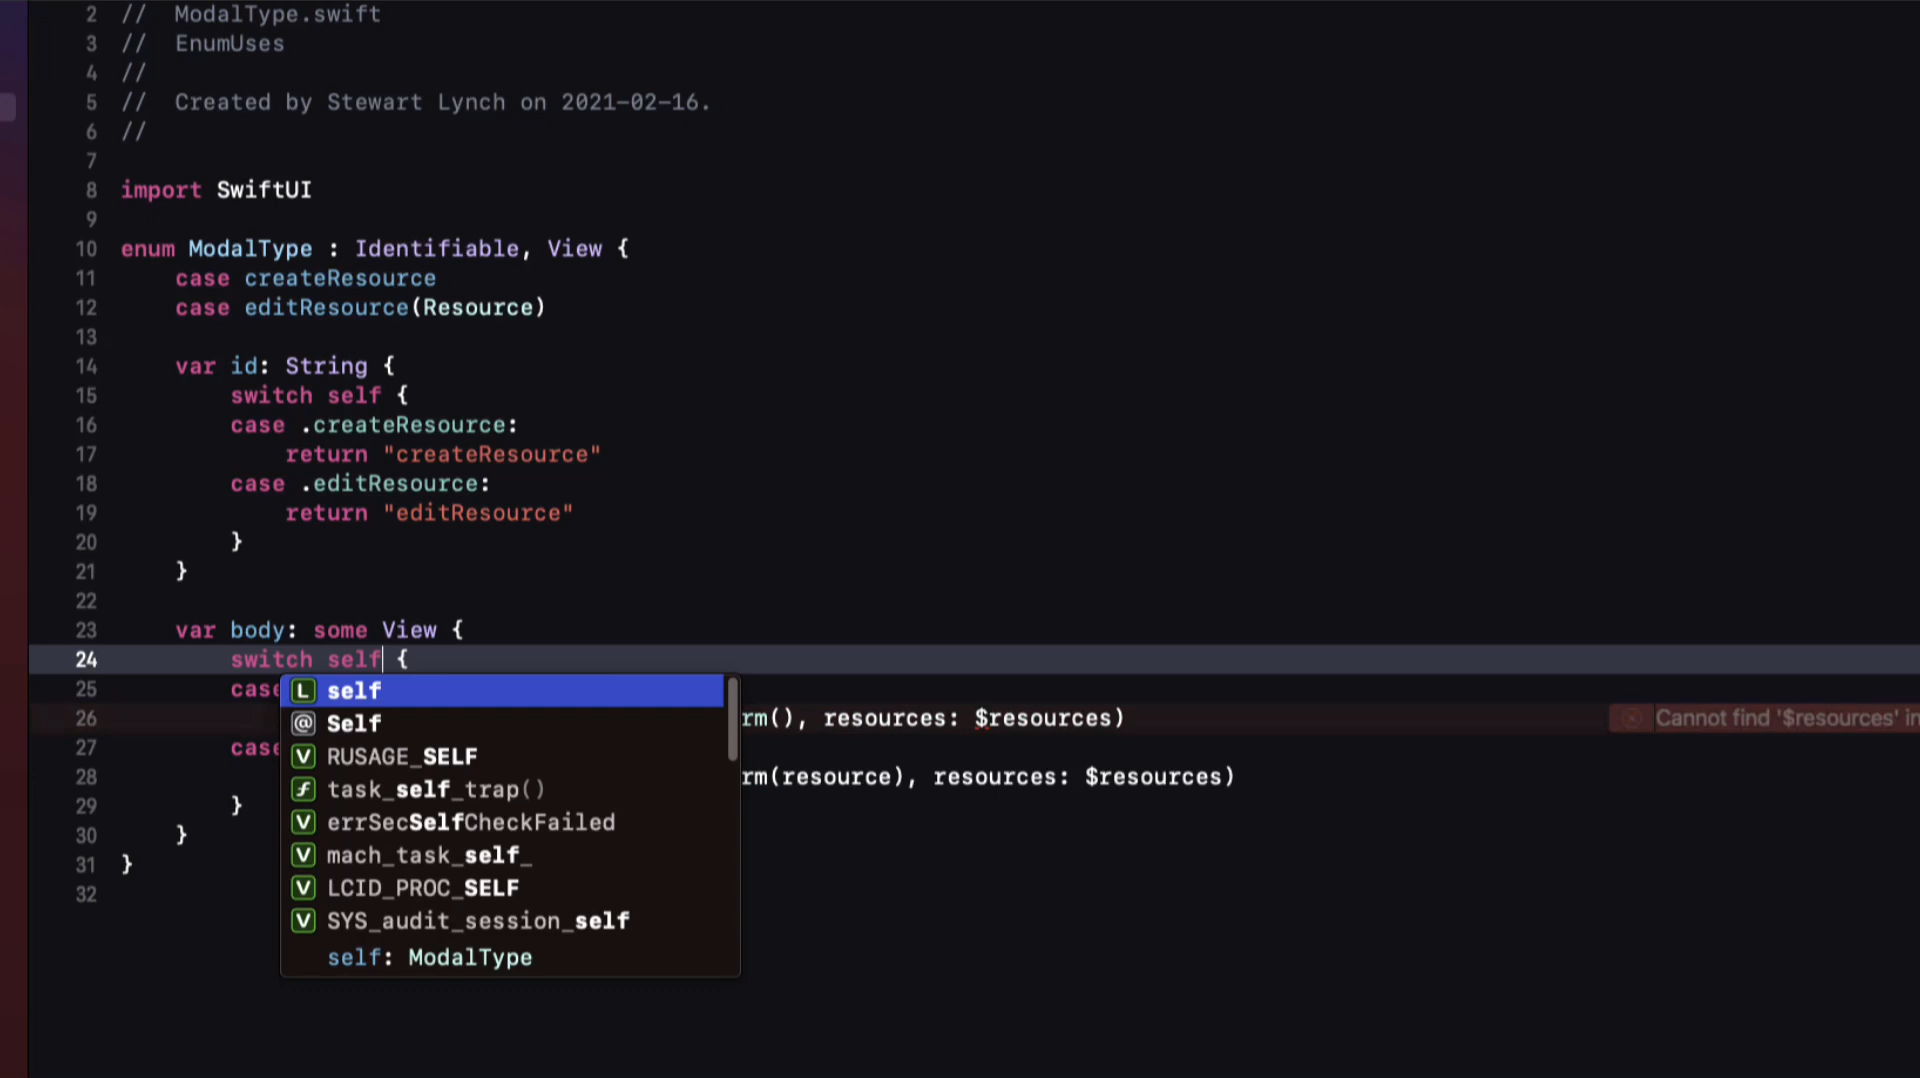 2 //  ModalType.swift
3 //  EnumUses
4 //
5 //  Created by Stewart Lynch on 2021-02-16.
6 //
7
8 import SwiftUI
9
10 enum ModalType : Identifiable, View {
11     case createResource
12     case editResource(Resource)
13
14     var id: String {
15         switch self {
16         case .createResource:
17             return "createResource"
18         case .editResource:
19             return "editResource"
20         }
21     }
22
23     var body: some View {
24         switch self {
25         case
26 rm(), resources: $resources) Cannot find '$resources' in
27         case
28 rm(resource), resources: $resources)
29         }
30     }
31 }
32
L self
@ Self
V RUSAGE_SELF
f task_self_trap()
V errSecSelfCheckFailed
V mach_task_self_
V LCID_PROC_SELF
V SYS_audit_session_self
self: ModalType